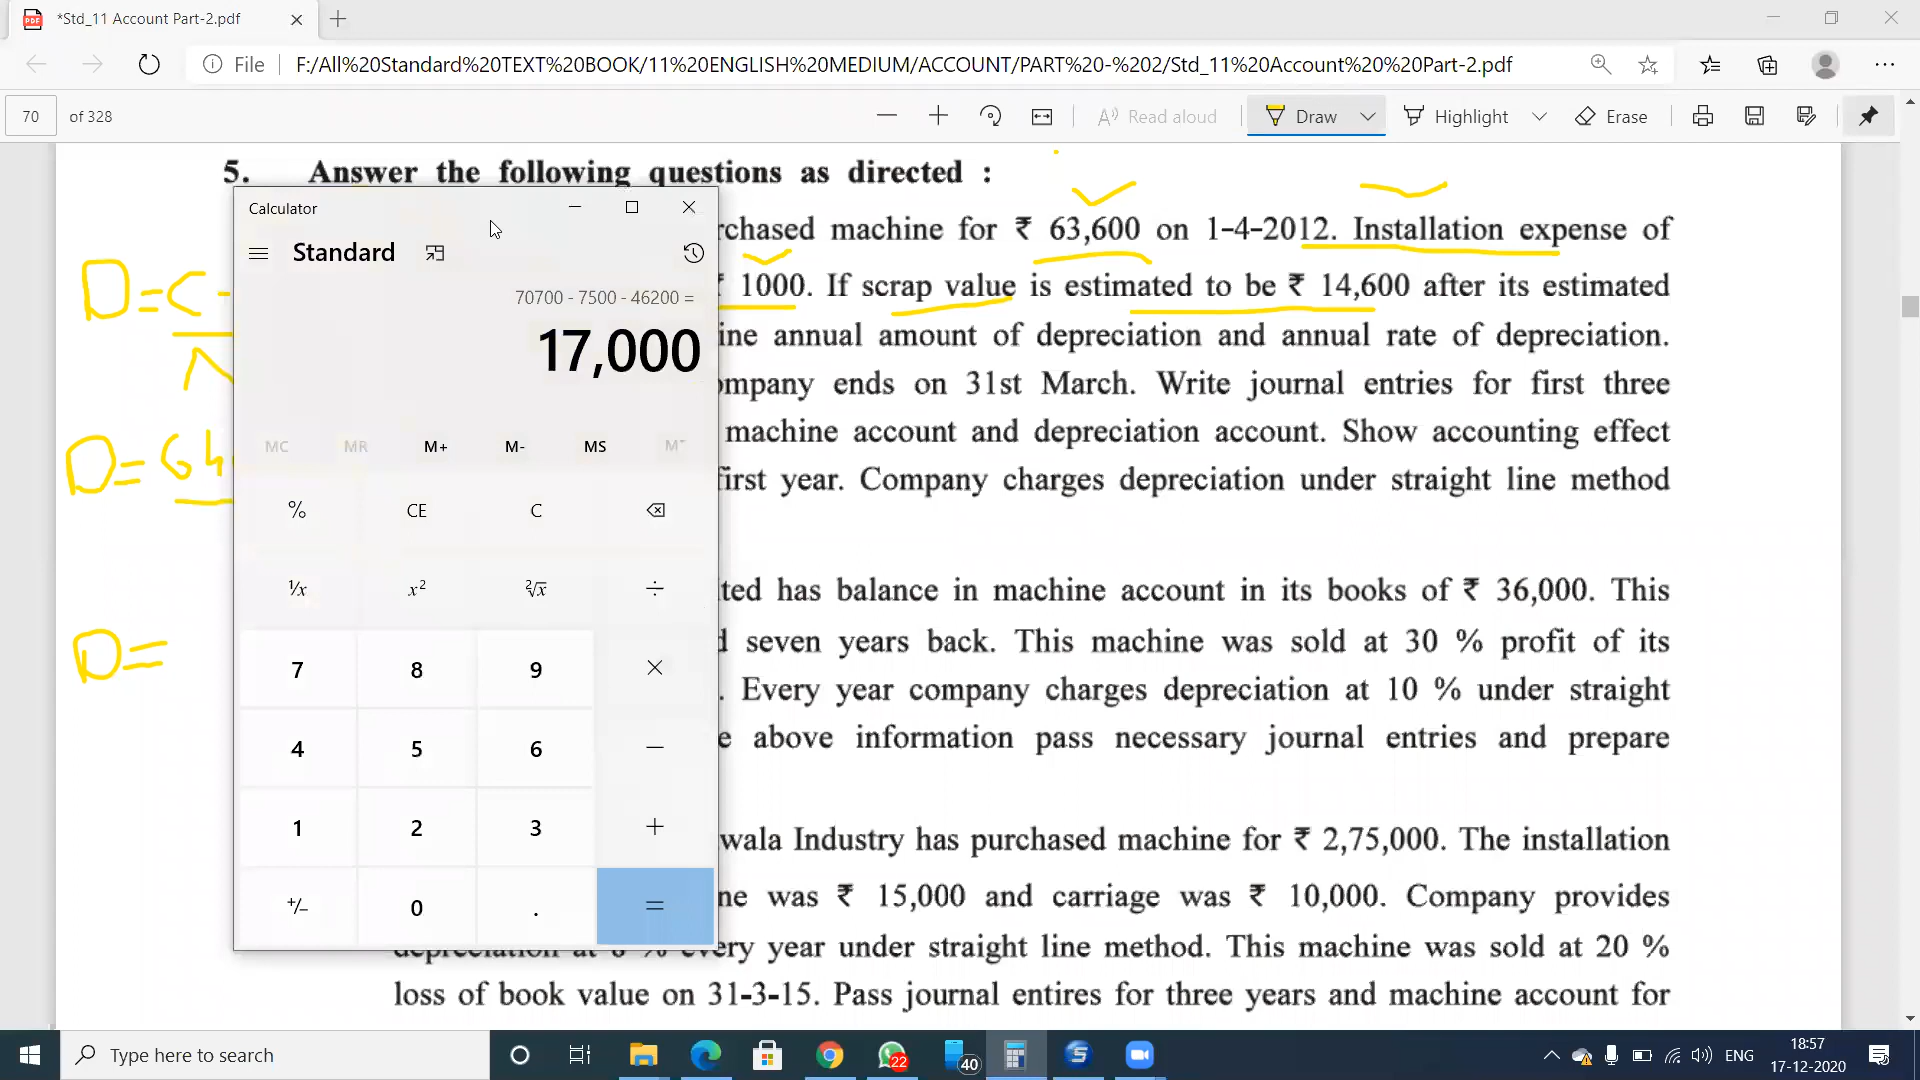 *Std_11 Account Part-2.pdf
File F:/All%20Standard%20TEXT%20BOOK/11%20ENGLISH%20MEDIUM/ACCOUNT/PART%20-%202/Std_11%20Account%20%20Part-2.pdf
70 of 328 Read aloud Draw Highlight Erase
5. Answer the following questions as directed :
machine for ₹ 63,600 on 1-4-2012. Installation expense of
1000. If scrap value is estimated to be ₹ 14,600 after its estimated
annual amount of depreciation and annual rate of depreciation.
ends on 31st March. Write journal entries for first three
machine account and depreciation account. Show accounting effect
year. Company charges depreciation under straight line method
has balance in machine account in its books of ₹ 36,000. This
seven years back. This machine was sold at 30 % profit of its
. Every year company charges depreciation at 10 % under straight
above information pass necessary journal entries and prepare
Industry has purchased machine for ₹ 2,75,000. The installation
was ₹ 15,000 and carriage was ₹ 10,000. Company provides
every year under straight line method. This machine was sold at 20 %
loss of book value on 31-3-15. Pass journal entires for three years and machine account for
D=C-
N
D=64
D=
Calculator
Standard
70700 - 7500 - 46200 =
17,000
MC MR M+ M- MS M˅
% CE C
¹/x x² ²√x ÷
7 8 9 ×
4 5 6 −
1 2 3 +
+/− 0 . =
Type here to search
22
40
ENG
18:57
17-12-2020